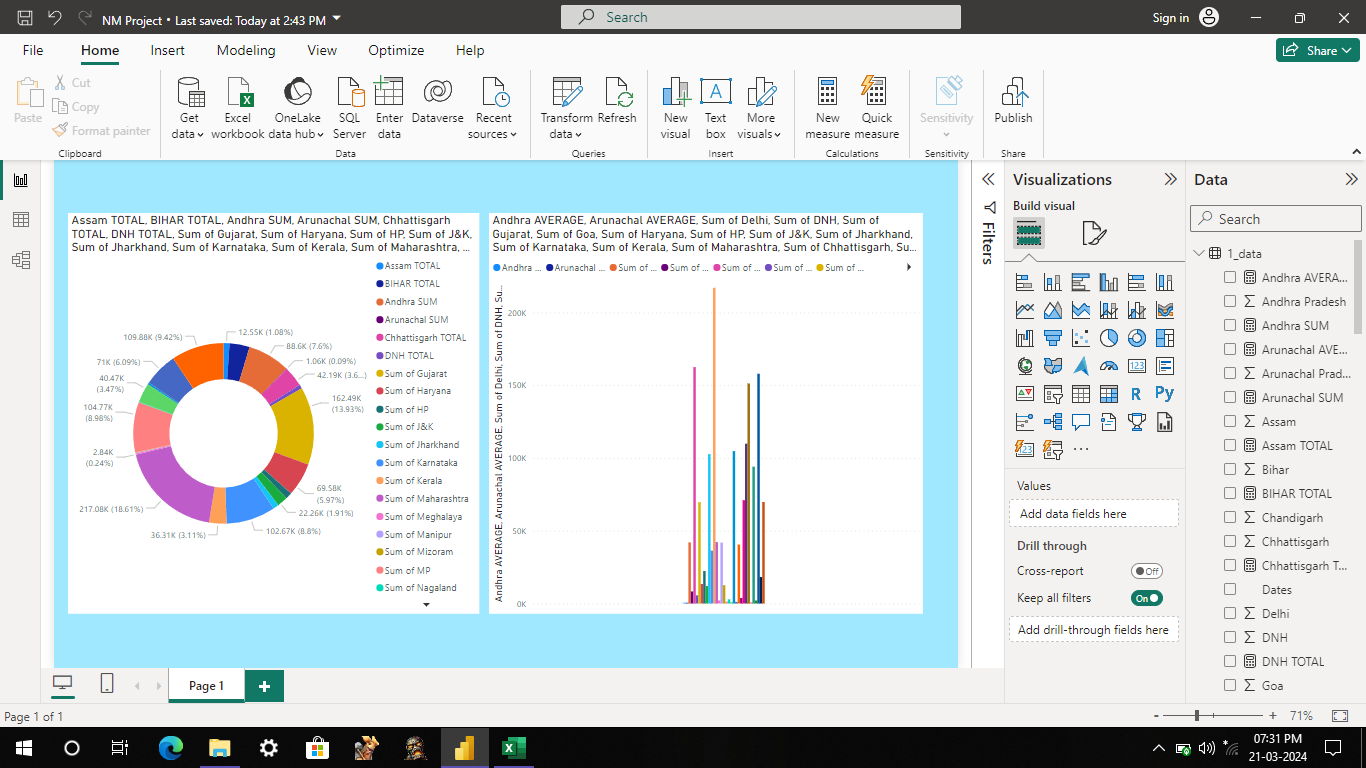 NM Project • Last saved: Today at 2:43 PM
Search
Sign in
File Home Insert Modeling View Optimize Help
Share
Paste
Cut
Copy
Format painter
Clipboard
Get data
Excel workbook
OneLake data hub
SQL Server
Enter data
Dataverse
Recent sources
Data
Transform data
Refresh
Queries
New visual
Text box
More visuals
Insert
New measure
Quick measure
Calculations
Sensitivity
Sensitivity
Publish
Share
Assam TOTAL, BIHAR TOTAL, Andhra SUM, Arunachal SUM, Chhattisgarh
TOTAL, DNH TOTAL, Sum of Gujarat, Sum of Haryana, Sum of HP, Sum of J&K,
Sum of Jharkhand, Sum of Karnataka, Sum of Kerala, Sum of Maharashtra, ...
Assam TOTAL
BIHAR TOTAL
Andhra SUM
Arunachal SUM
Chhattisgarh TOTAL
DNH TOTAL
Sum of Gujarat
Sum of Haryana
Sum of HP
Sum of J&K
Sum of Jharkhand
Sum of Karnataka
Sum of Kerala
Sum of Maharashtra
Sum of Meghalaya
Sum of Manipur
Sum of Mizoram
Sum of MP
Sum of Nagaland
12.55K (1.08%)
88.6K (7.6%)
1.06K (0.09%)
42.19K (3.6...)
162.49K
(13.93%)
69.58K
(5.97%)
22.26K (1.91%)
102.67K (8.8%)
36.31K (3.11%)
217.08K (18.61%)
2.84K
(0.24%)
104.77K
(8.98%)
40.47K
(3.47%)
71K (6.09%)
109.88K (9.42%)
Andhra AVERAGE, Arunachal AVERAGE, Sum of Delhi, Sum of DNH, Sum of
Gujarat, Sum of Goa, Sum of Haryana, Sum of HP, Sum of J&K, Sum of Jharkhand,
Sum of Karnataka, Sum of Kerala, Sum of Maharashtra, Sum of Chhattisgarh, Su...
Andhra ... Arunachal ... Sum of ... Sum of ... Sum of ... Sum of ... Sum of ...
Andhra AVERAGE, Arunachal AVERAGE, Sum of Delhi, Sum of DNH, Su...
200K
150K
100K
50K
0K
Filters
Visualizations
Build visual
R
Py
123
Values
Add data fields here
Drill through
Cross-report
Off
Keep all filters
On
Add drill-through fields here
Data
Search
1_data
Andhra AVERA...
Andhra Pradesh
Andhra SUM
Arunachal AVE...
Arunachal Prad...
Arunachal SUM
Assam
Assam TOTAL
Bihar
BIHAR TOTAL
Chandigarh
Chhattisgarh
Chhattisgarh T...
Dates
Delhi
DNH
DNH TOTAL
Goa
Page 1
Page 1 of 1
71%
07:31 PM
21-03-2024